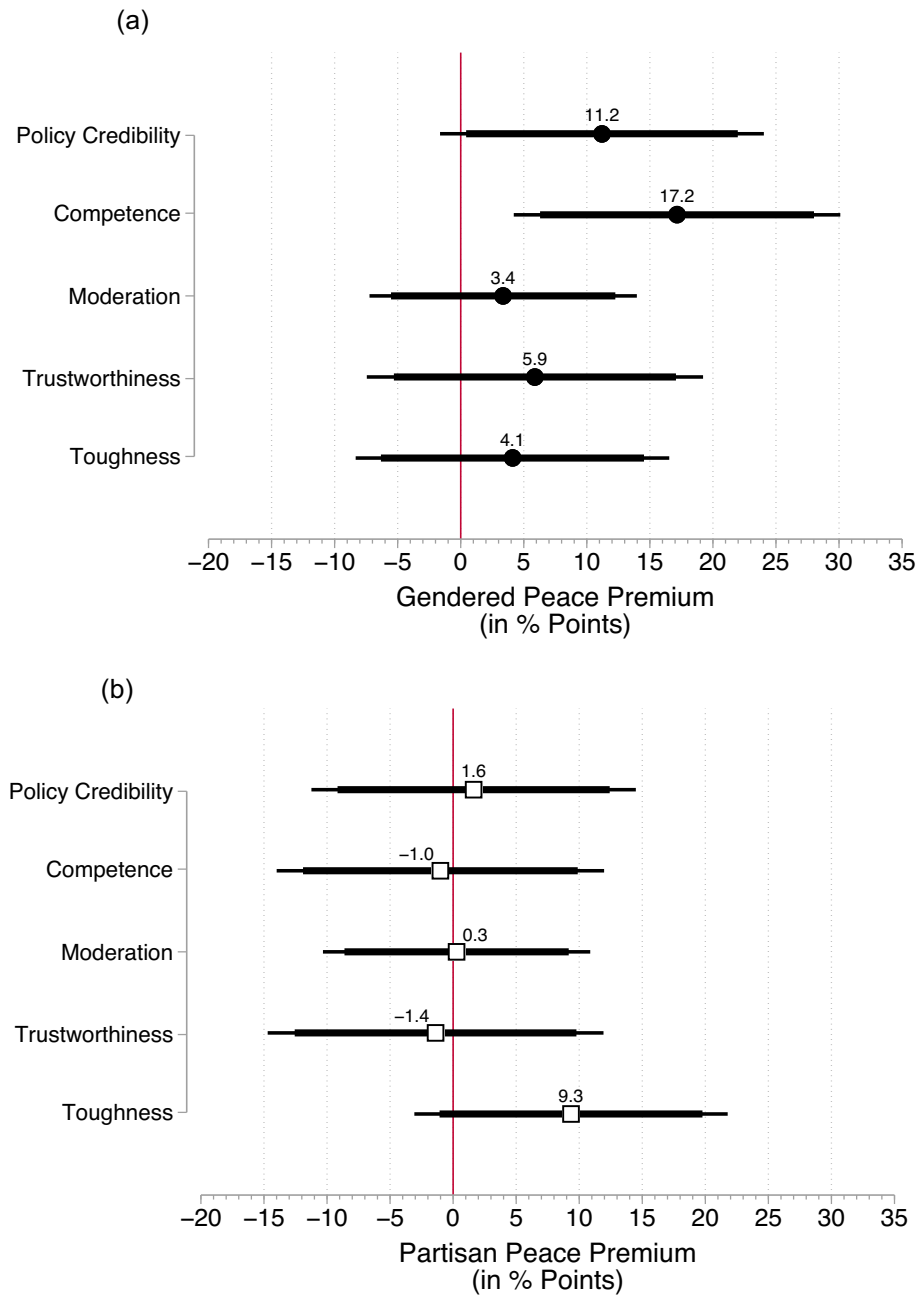 (a)
11.2
Policy Credibility
17.2
Competence
3.4
Moderation
5.9
Trustworthiness
4.1
Toughness
−20 −15 −10 −5 0 5 10 15 20 25 30 35
Gendered Peace Premium
(in % Points)
(b)
1.6
Policy Credibility
−1.0
Competence
0.3
Moderation
−1.4
Trustworthiness
9.3
Toughness
−20 −15 −10 −5 0 5 10 15 20 25 30 35
Partisan Peace Premium
(in % Points)